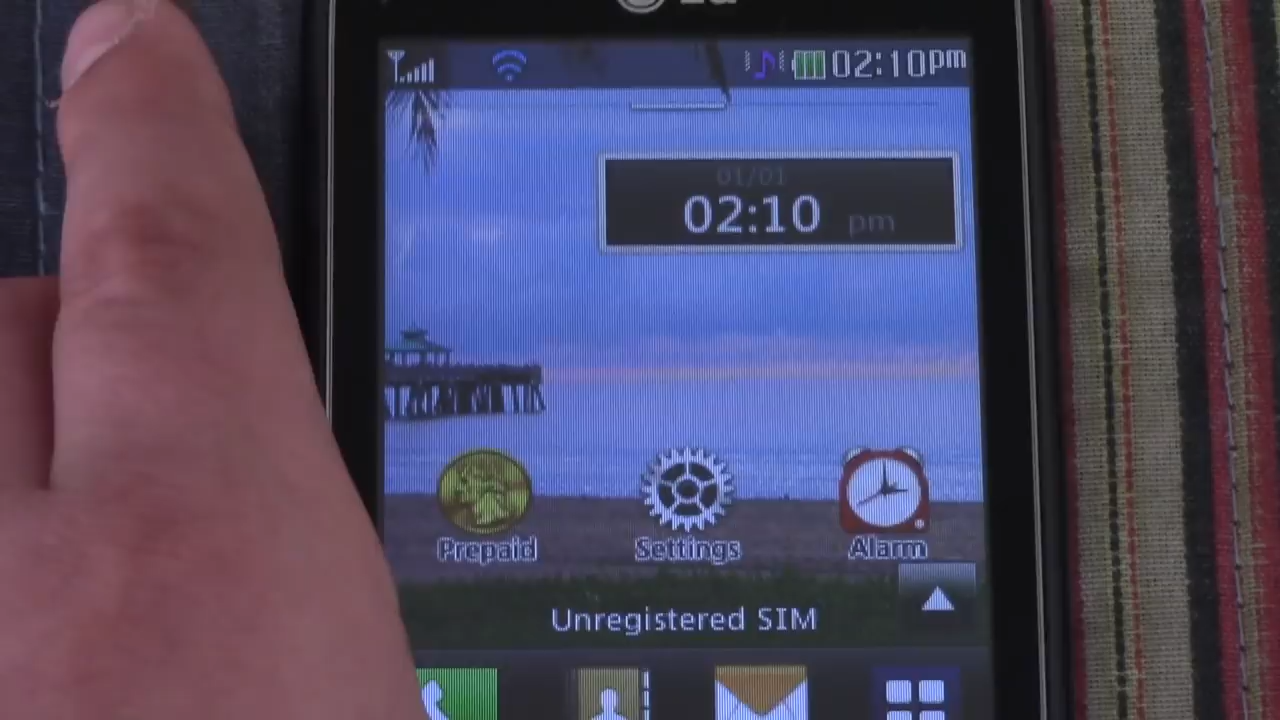 LG
02:10pm
01/01
02:10 pm
Prepaid Settings Alarm
Unregistered SIM